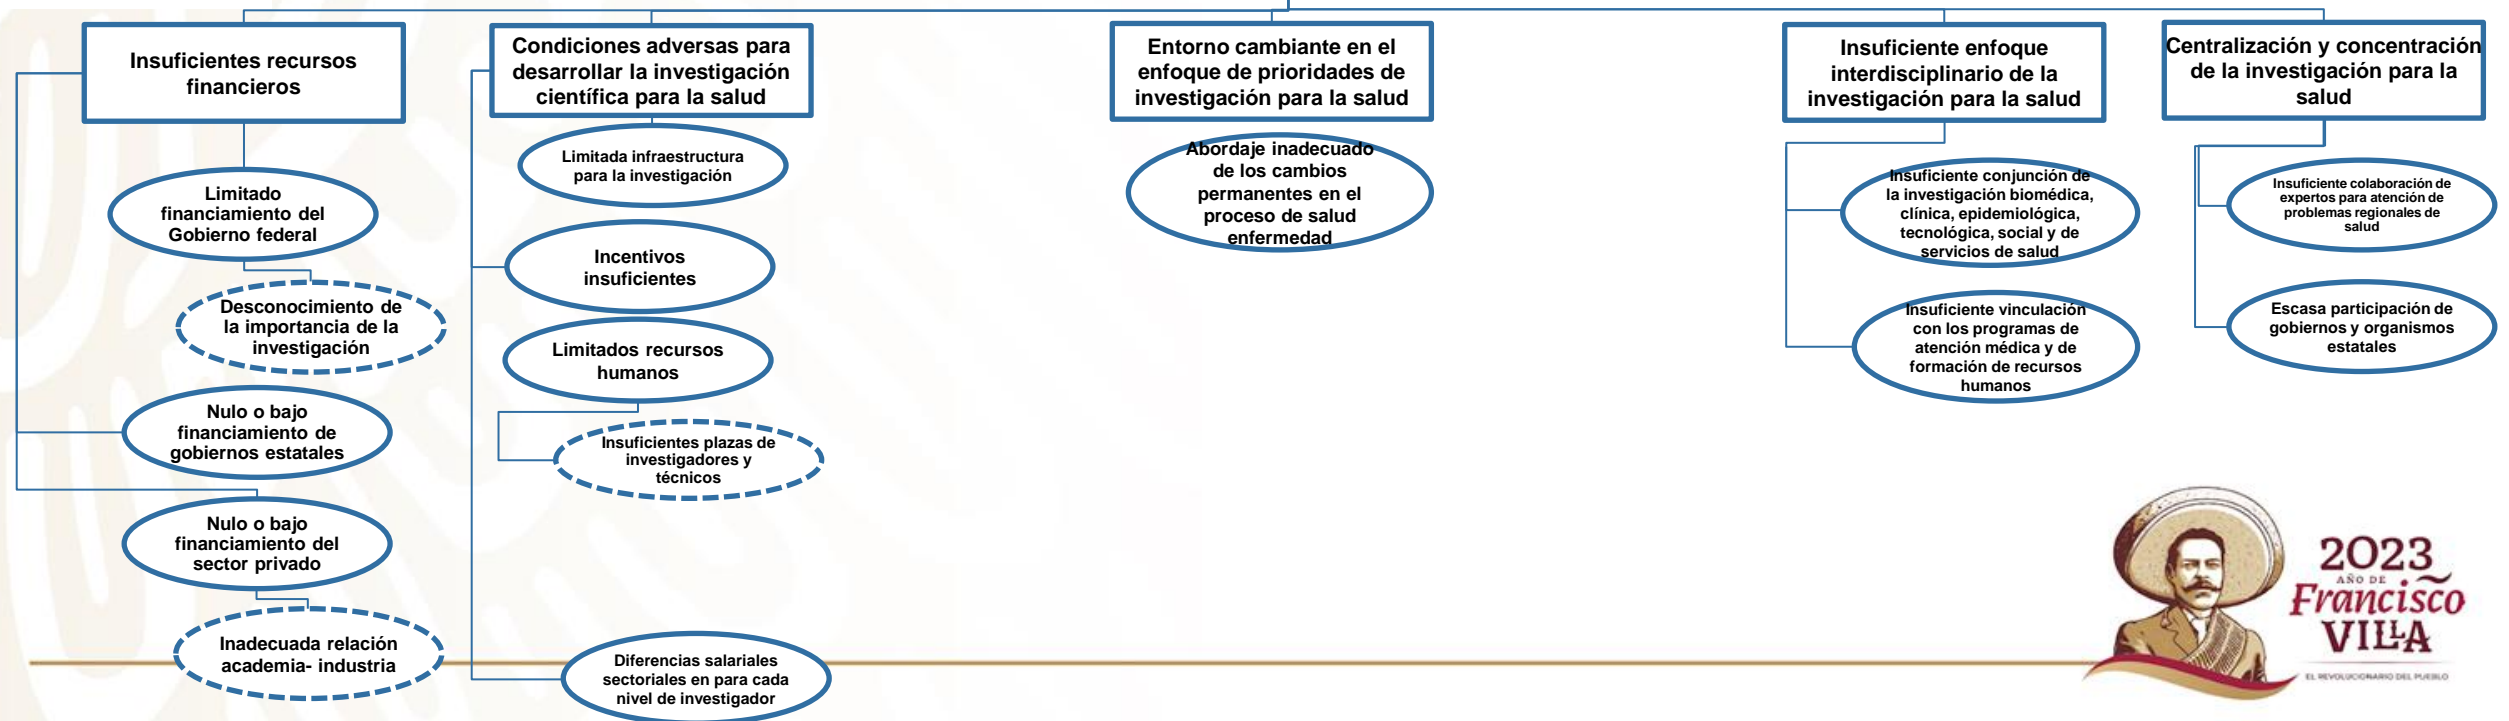 Insuficientes recursos
financieros
Limitado
financiamiento del
Gobierno federal
Desconocimiento de
la importancia de la
investigación
Nulo o bajo
financiamiento de
gobiernos estatales
Nulo o bajo
financiamiento del
sector privado
Inadecuada relación
academia- industria
Condiciones adversas para
desarrollar la investigación
científica para la salud
Limitada infraestructura
para la investigación
Incentivos
insuficientes
Limitados recursos
humanos
Insuficientes plazas de
investigadores y
técnicos
Diferencias salariales
sectoriales en para cada
nivel de investigador
Entorno cambiante en el
enfoque de prioridades de
investigación para la salud
Abordaje inadecuado
de los cambios
permanentes en el
proceso de salud
enfermedad
Insuficiente enfoque
interdisciplinario de la
investigación para la salud
Insuficiente conjunción de
la investigación biomédica,
clínica, epidemiológica,
tecnológica, social y de
servicios de salud
Insuficiente vinculación
con los programas de
atención médica y de
formación de recursos
humanos
Centralización y concentración
de la investigación para la
salud
Insuficiente colaboración de
expertos para atención de
problemas regionales de
salud
Escasa participación de
gobiernos y organismos
estatales
2023
AÑO DE
Francisco
VILLA
EL REVOLUCIONARIO DEL PUEBLO